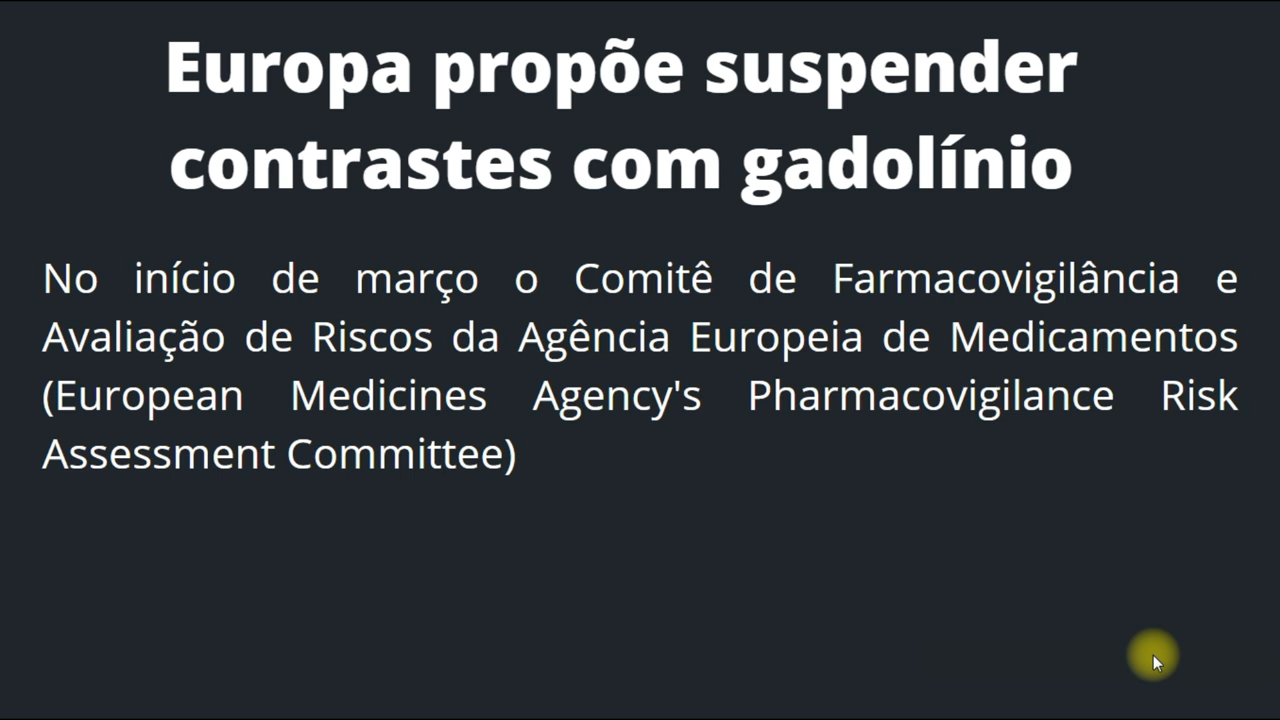 Europa propõe suspender
contrastes com gadolínio
No início de março o Comitê de Farmacovigilância e
Avaliação de Riscos da Agência Europeia de Medicamentos
(European Medicines Agency's Pharmacovigilance Risk
Assessment Committee)